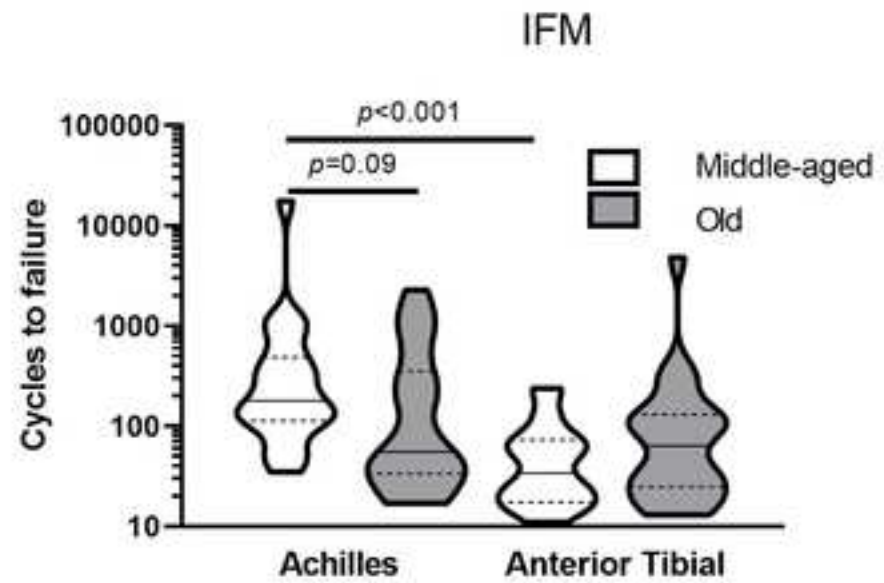 IFM
p<0.001
p=0.09
Middle-aged
Old
Cycles to failure
100000
10000
1000
100
10
Achilles
Anterior Tibial